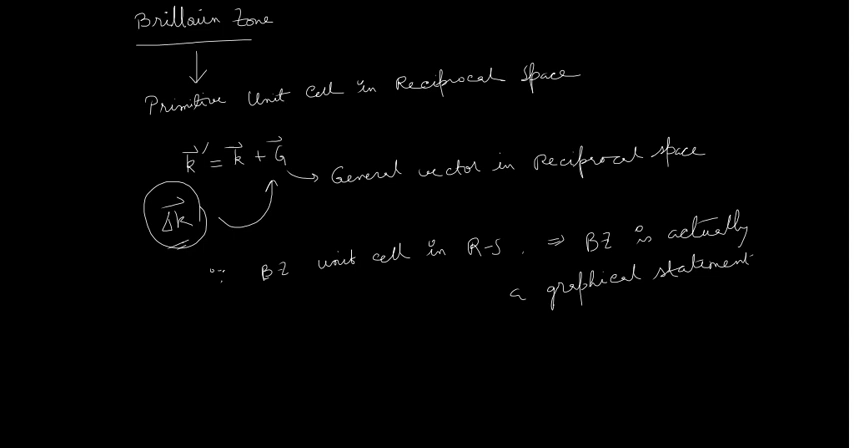 Brillouin Zone
Primitive Unit Cell in Reciprocal Space
k⃗' = k⃗ + G⃗ → General vector in Reciprocal space
Δk⃗
∵ BZ unit cell in R-S. ⇒ BZ is actually
a graphical statement